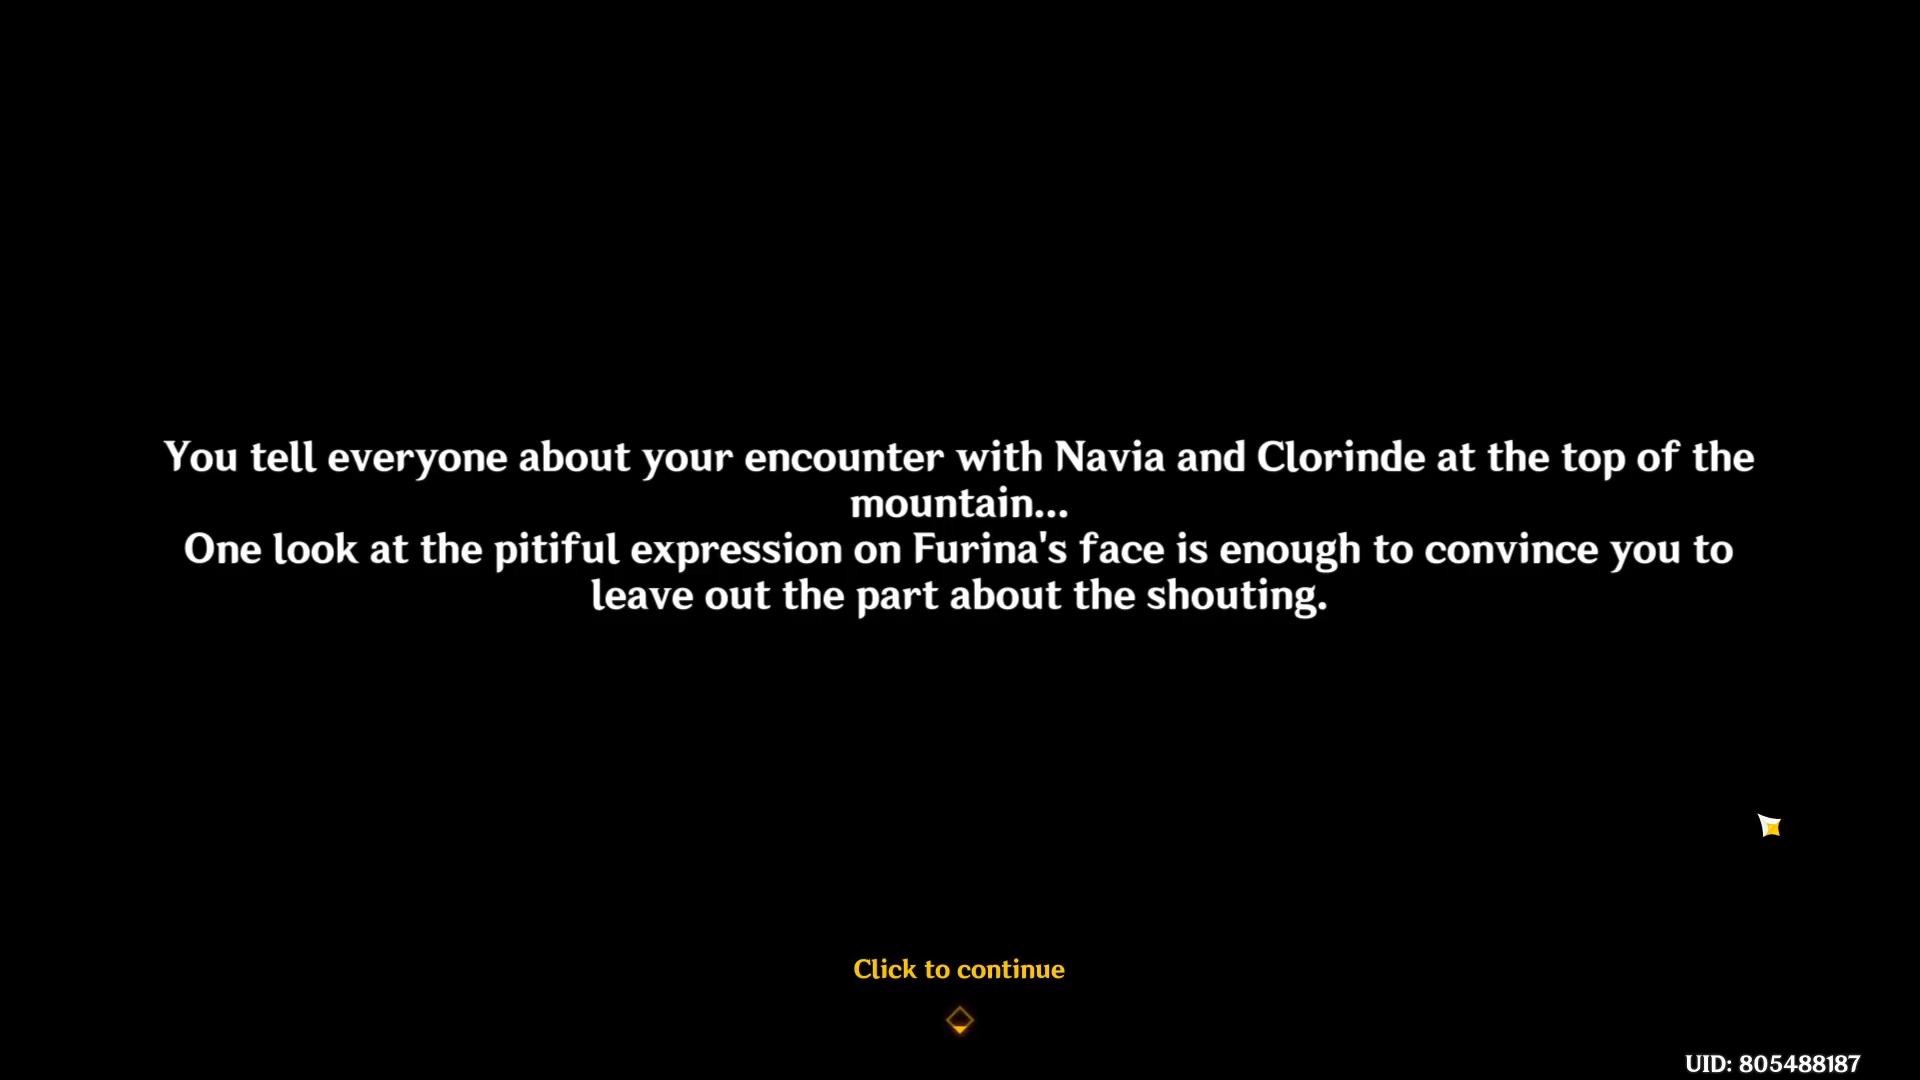 You tell everyone about your encounter with Navia and Clorinde at the top of the
mountain...
One look at the pitiful expression on Furina's face is enough to convince you to
leave out the part about the shouting.
Click to continue
UID: 805488187